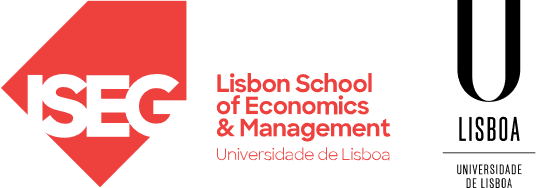 ISEG
Lisbon School
of Economics
& Management
Universidade de Lisboa
U
LISBOA
UNIVERSIDADE
DE LISBOA